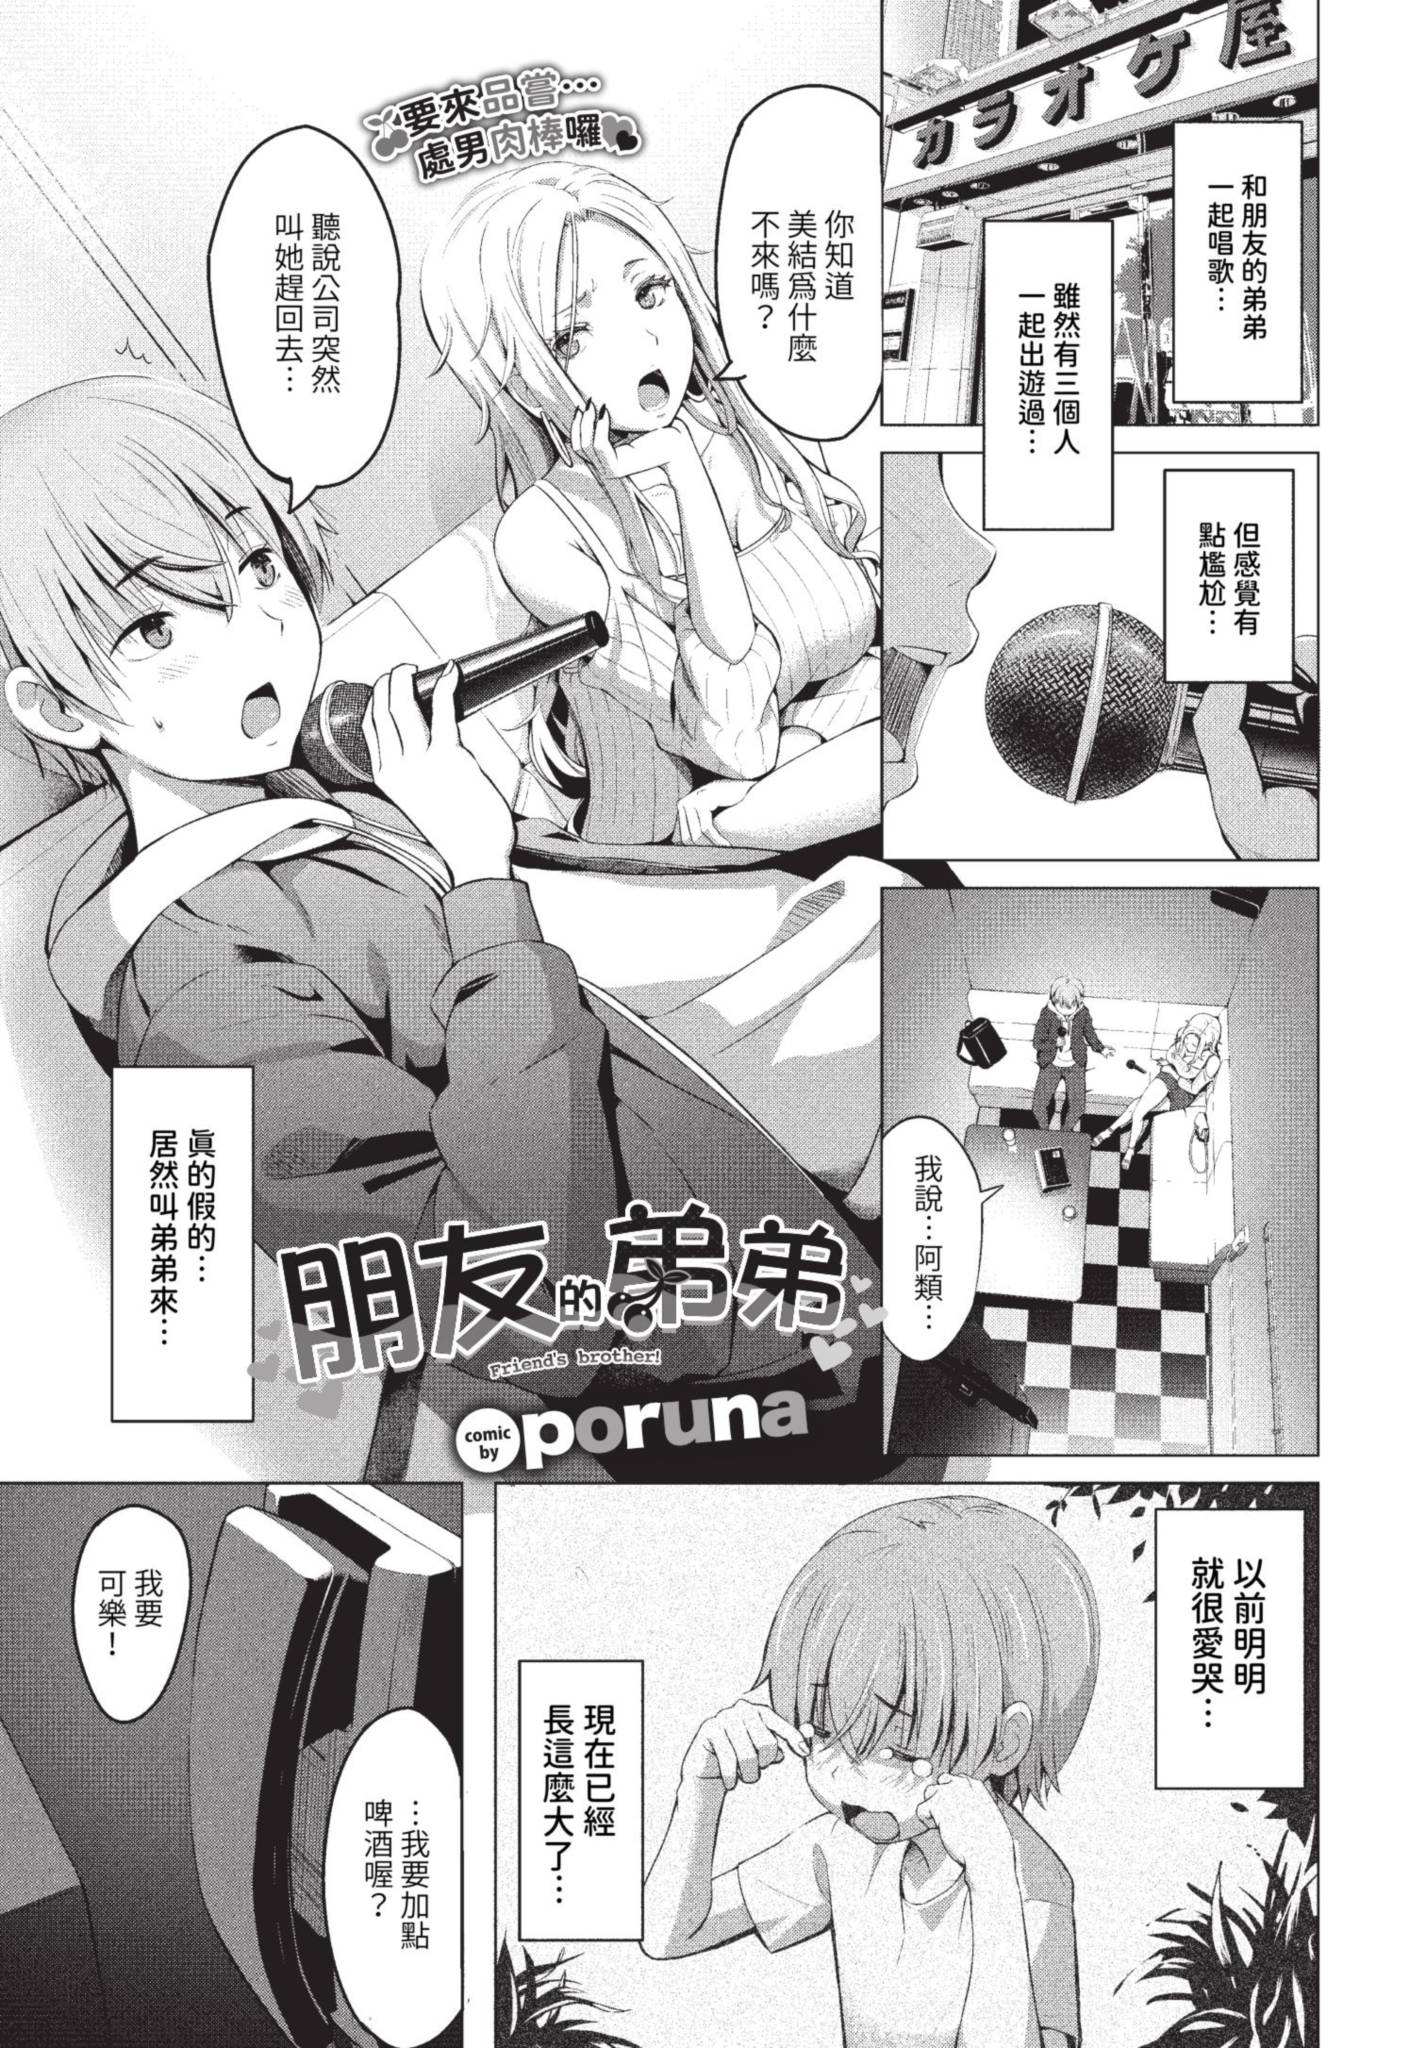 カラオケ屋
和朋友的弟弟
一起唱歌…
雖然有三個人
一起出遊過…
但感覺有
點尷尬…
我說…阿類…
你知道
美結爲什麼
不來嗎？
要來品嘗…
處男肉棒囉
聽說公司突然
叫她趕回去…
眞的假的…
居然叫弟弟來…
朋友的弟弟
Friend's brother!
comic
by
poruna
以前明明
就很愛哭…
現在已經
長這麼大了…
…我要加點
啤酒喔？
我要
可樂！